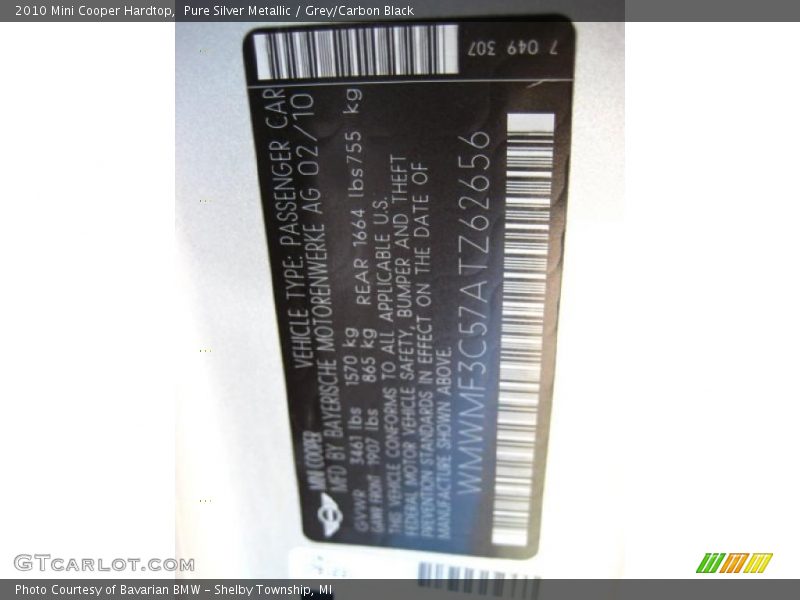 2010 Mini Cooper Hardtop, Pure Silver Metallic / Grey/Carbon Black
7 049 307
MINI COOPER VEHICLE TYPE: PASSENGER CAR
MFD BY BAYERISCHE MOTORENWERKE AG 02/10
GVWR 3461 lbs 1570 kg
GAWR FRONT 1907 lbs 865 kg REAR 1664 lbs 755 kg
THIS VEHICLE CONFORMS TO ALL APPLICABLE U.S.
FEDERAL MOTOR VEHICLE SAFETY, BUMPER AND THEFT
PREVENTION STANDARDS IN EFFECT ON THE DATE OF
MANUFACTURE SHOWN ABOVE.
WMWMF3C57ATZ62656
GTCarLot.com
Photo Courtesy of Bavarian BMW - Shelby Township, MI